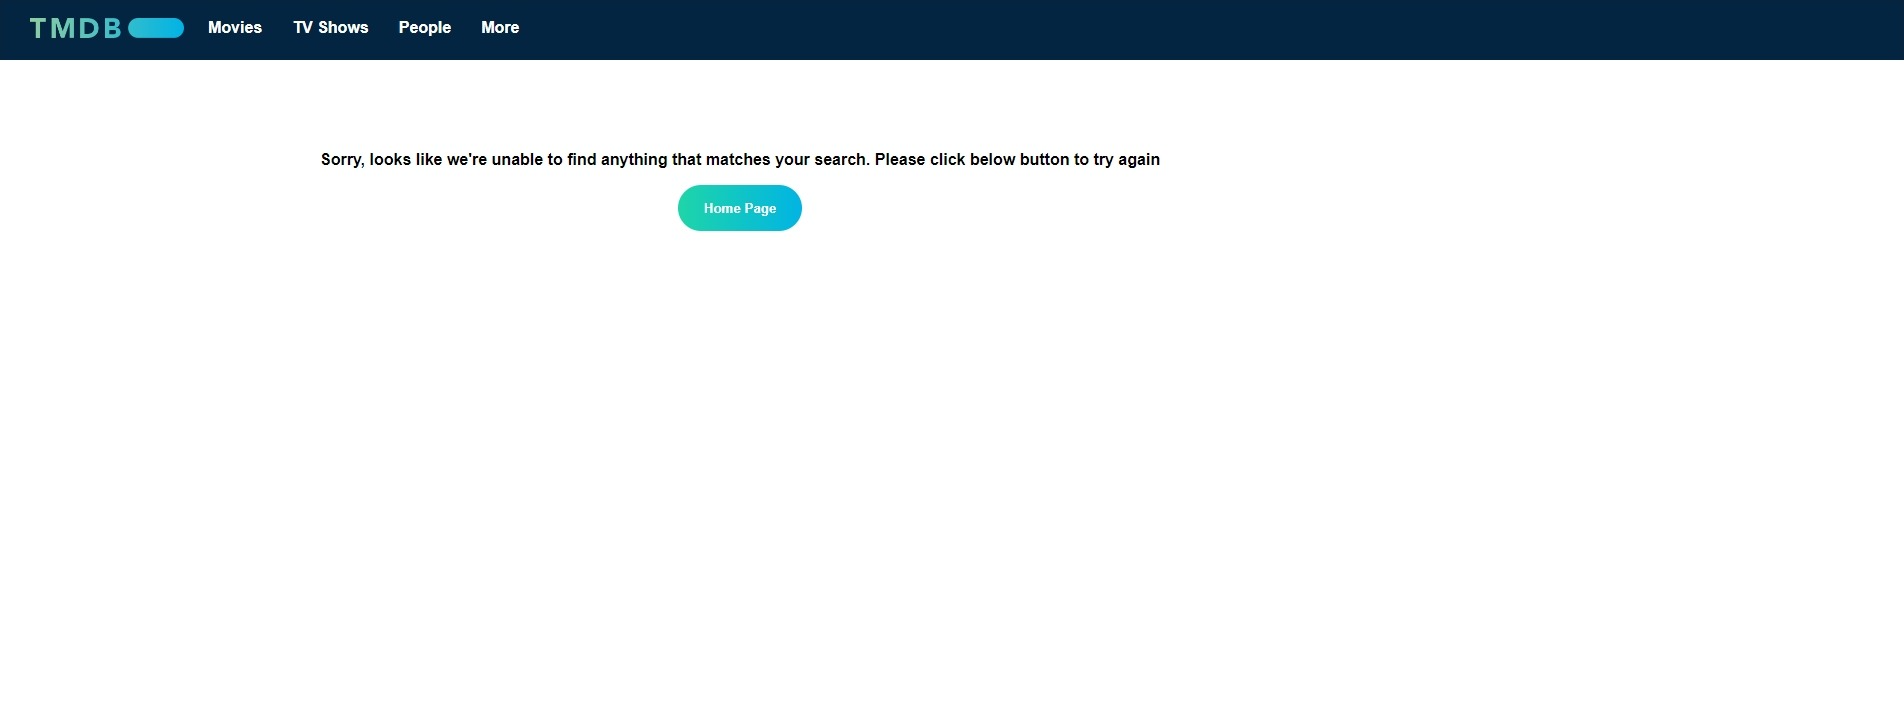 TMDB Movies TV Shows People More
Sorry, looks like we're unable to find anything that matches your search. Please click below button to try again
Home Page